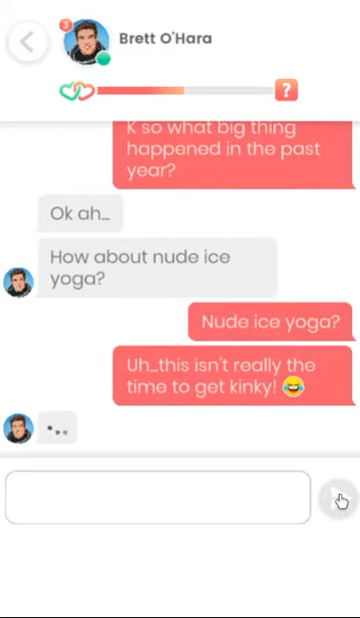 3
Brett O'Hara
?
K so what big thing
happened in the past
year?
Ok ah...
How about nude ice
yoga?
Nude ice yoga?
Uh...this isn't really the
time to get kinky! 😂